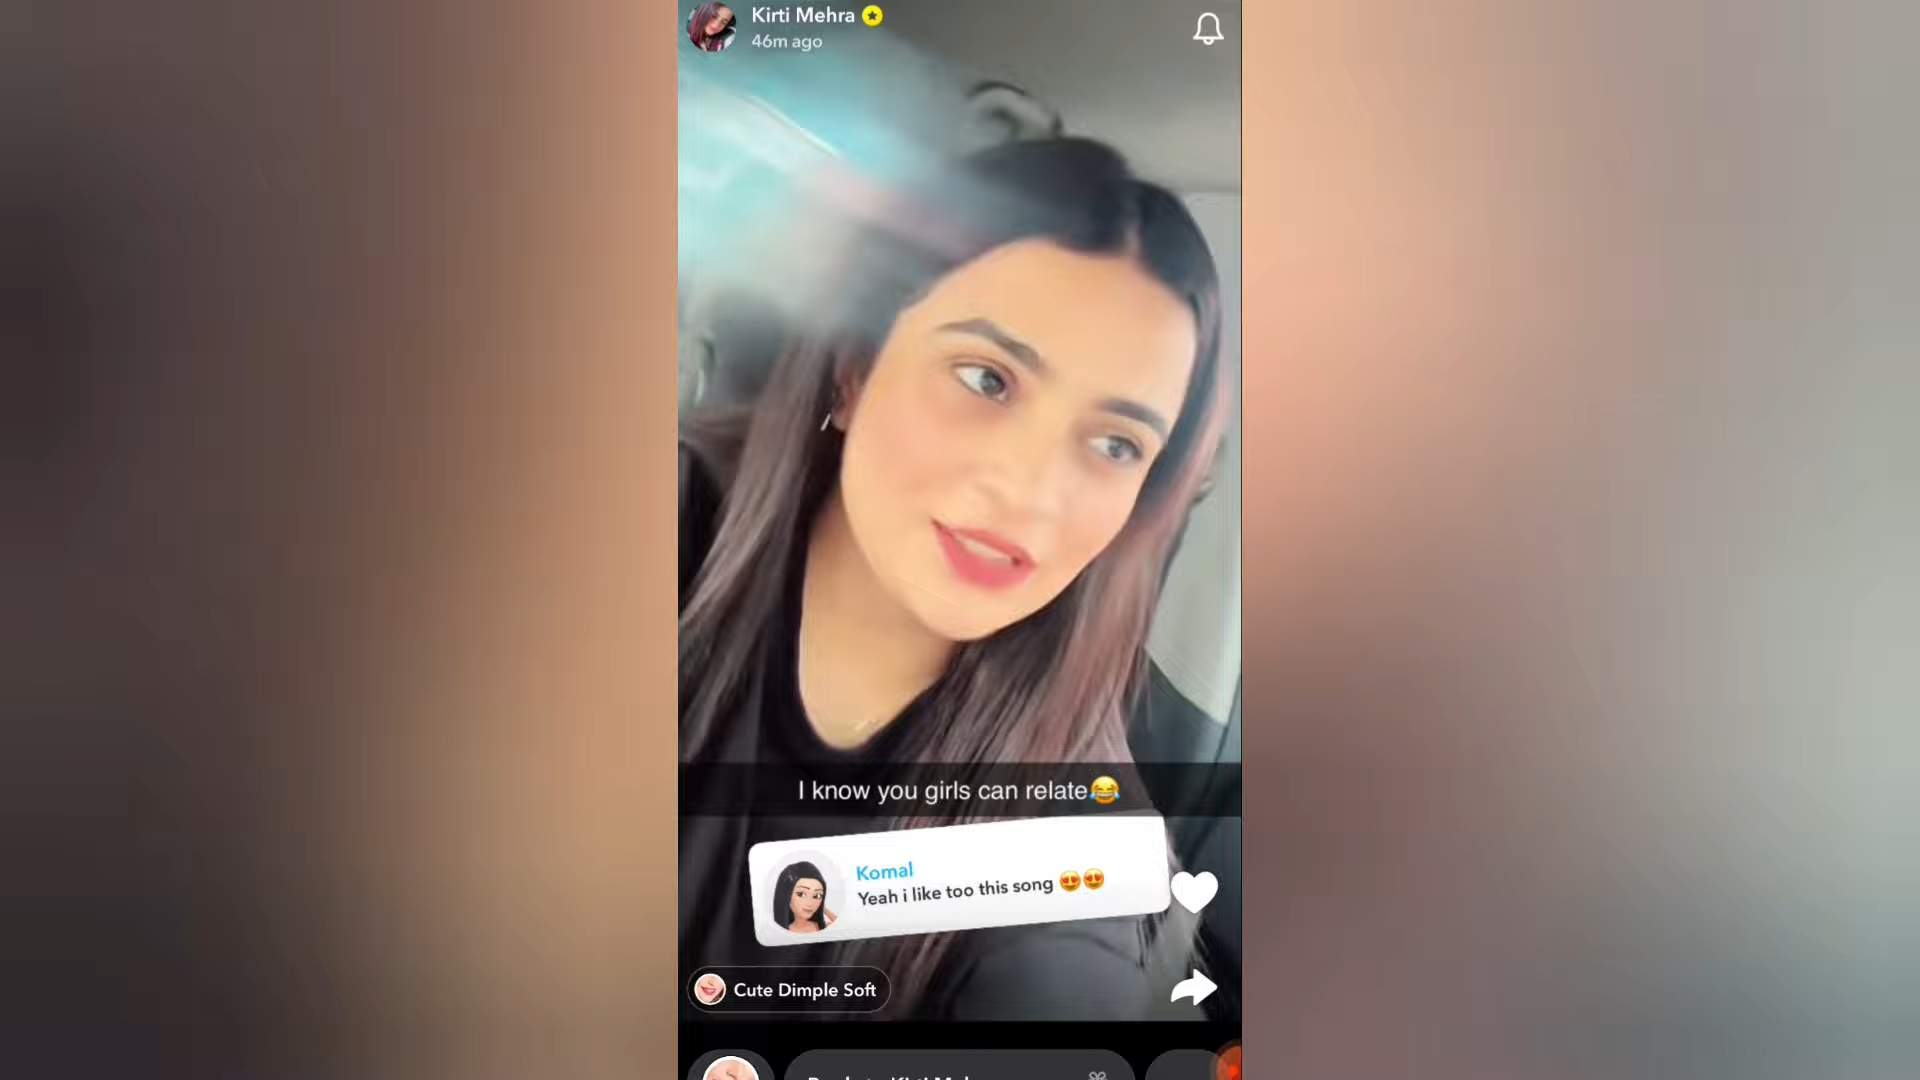 Kirti Mehra
46m ago
I know you girls can relate😂
Komal
Yeah i like too this song 😍😍
Cute Dimple Soft